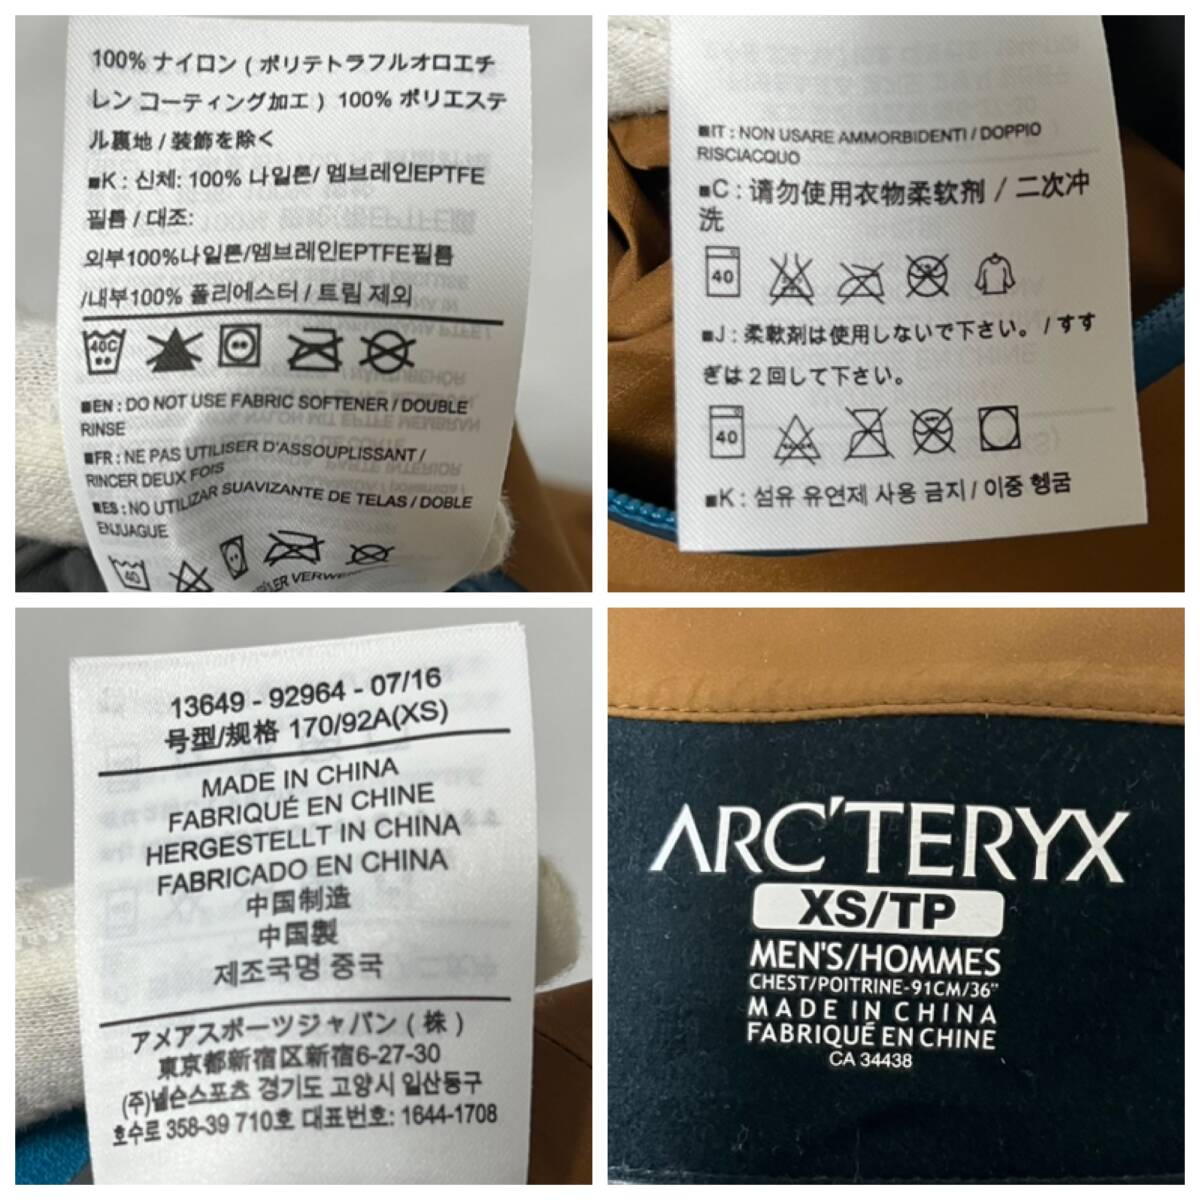 100% ナイロン ( ポリテトラフルオロエチ
レン コーティング加工 ) 100% ポリエステ
ル裏地 / 装飾を除く
■K : 신체: 100% 나일론/ 멤브레인EPTFE
필름 / 대조:
외부100%나일론/멤브레인EPTFE필름
/내부100% 폴리에스터 / 트림 제외
40C
■EN : DO NOT USE FABRIC SOFTENER / DOUBLE
RINSE
■FR : NE PAS UTILISER D'ASSOUPLISSANT /
RINCER DEUX FOIS
■ES : NO UTILIZAR SUAVIZANTE DE TELAS / DOBLE
ENJUAGUE
40
■IT : NON USARE AMMORBIDENTI / DOPPIO
RISCIACQUO
■C : 请勿使用衣物柔软剂 / 二次冲
洗
40
■J : 柔軟剤は使用しないで下さい。 / すす
ぎは2回して下さい。
40
■K : 섬유 유연제 사용 금지 / 이중 헹굼
13649 - 92964 - 07/16
号型/规格 170/92A(XS)
MADE IN CHINA
FABRIQUÉ EN CHINE
HERGESTELLT IN CHINA
FABRICADO EN CHINA
中国制造
中国製
제조국명 중국
アメアスポーツジャパン ( 株 )
東京都新宿区新宿6-27-30
(주)넬슨스포츠 경기도 고양시 일산동구
호수로 358-39 710호 대표번호: 1644-1708
ARC'TERYX
XS/TP
MEN'S/HOMMES
CHEST/POITRINE-91CM/36"
MADE IN CHINA
FABRIQUÉ EN CHINE
CA 34438